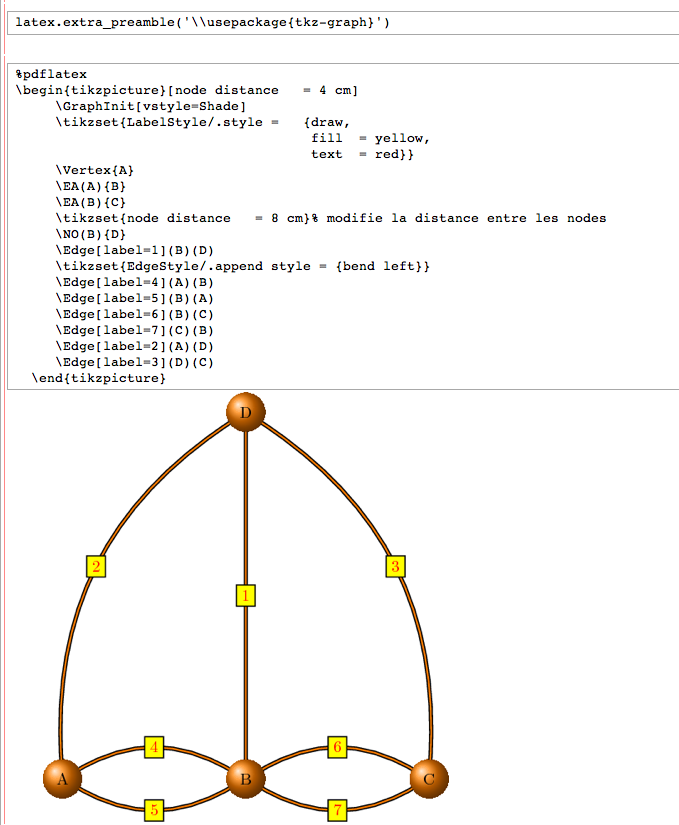 latex.extra_preamble('\\usepackage{tkz-graph}')
%pdflatex
\begin{tikzpicture}[node distance   = 4 cm]
     \GraphInit[vstyle=Shade]
     \tikzset{LabelStyle/.style =   {draw,
                                     fill  = yellow,
                                     text  = red}}
     \Vertex{A}
     \EA(A){B}
     \EA(B){C}
     \tikzset{node distance   = 8 cm}% modifie la distance entre les nodes
     \NO(B){D}
     \Edge[label=1](B)(D)
     \tikzset{EdgeStyle/.append style = {bend left}}
     \Edge[label=4](A)(B)
     \Edge[label=5](B)(A)
     \Edge[label=6](B)(C)
     \Edge[label=7](C)(B)
     \Edge[label=2](A)(D)
     \Edge[label=3](D)(C)
  \end{tikzpicture}
D
2
3
1
4
6
A
B
C
5
7